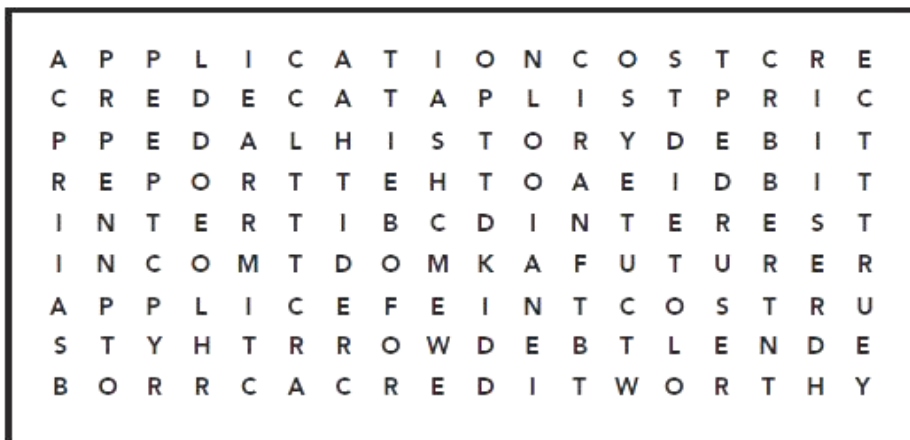 A P P L I C A T I O N C O S T C R E
C R E D E C A T A P L I S T P R I C
P P E D A L H I S T O R Y D E B I T
R E P O R T T E H T O A E I D B I T
I N T E R T I B C D I N T E R E S T
I N C O M T D O M K A F U T U R E R
A P P L I C E F E I N T C O S T R U
S T Y H T R R O W D E B T L E N D E
B O R R C A C R E D I T W O R T H Y